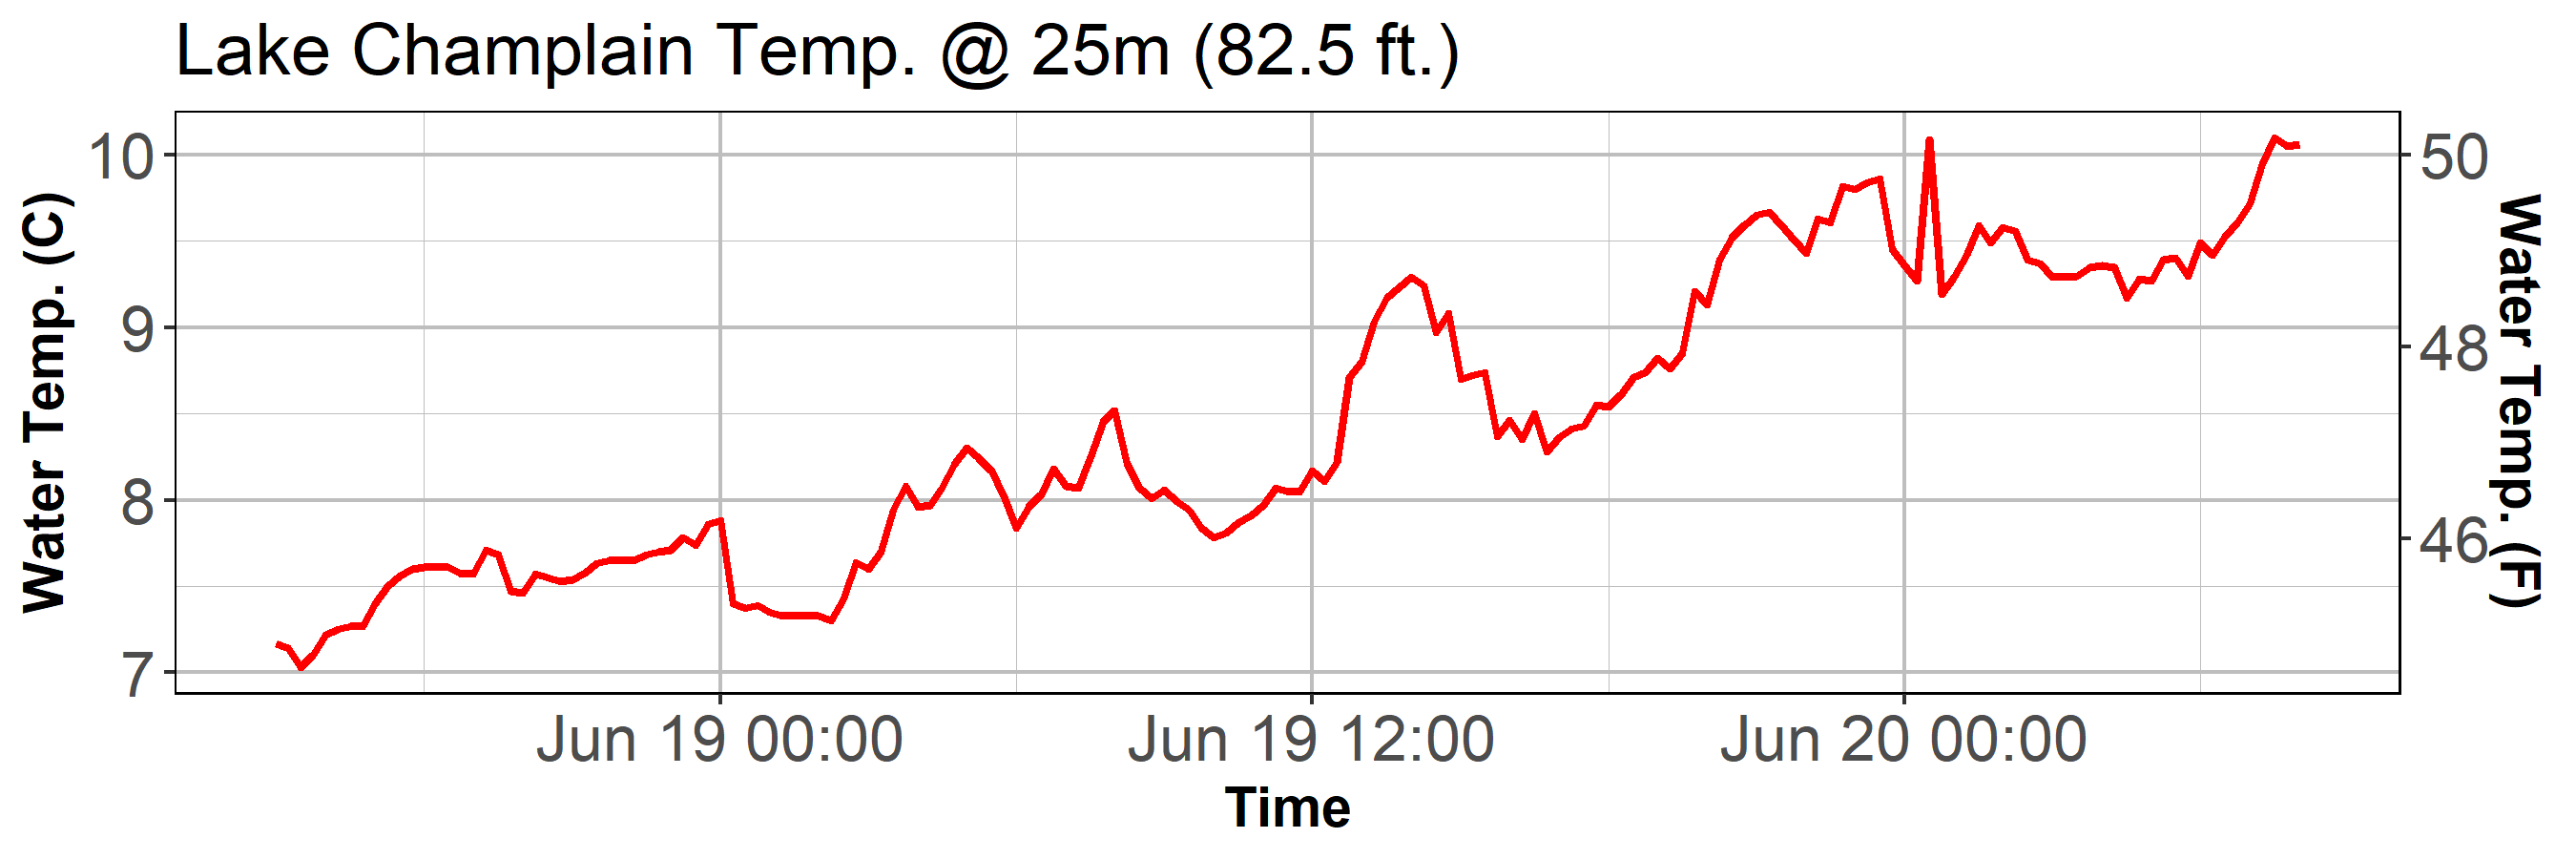 Lake Champlain Temp. @ 25m (82.5 ft.)
10
9
8
7
Water Temp. (C)
50
48
46
Water Temp. (F)
Jun 19 00:00
Jun 19 12:00
Jun 20 00:00
Time